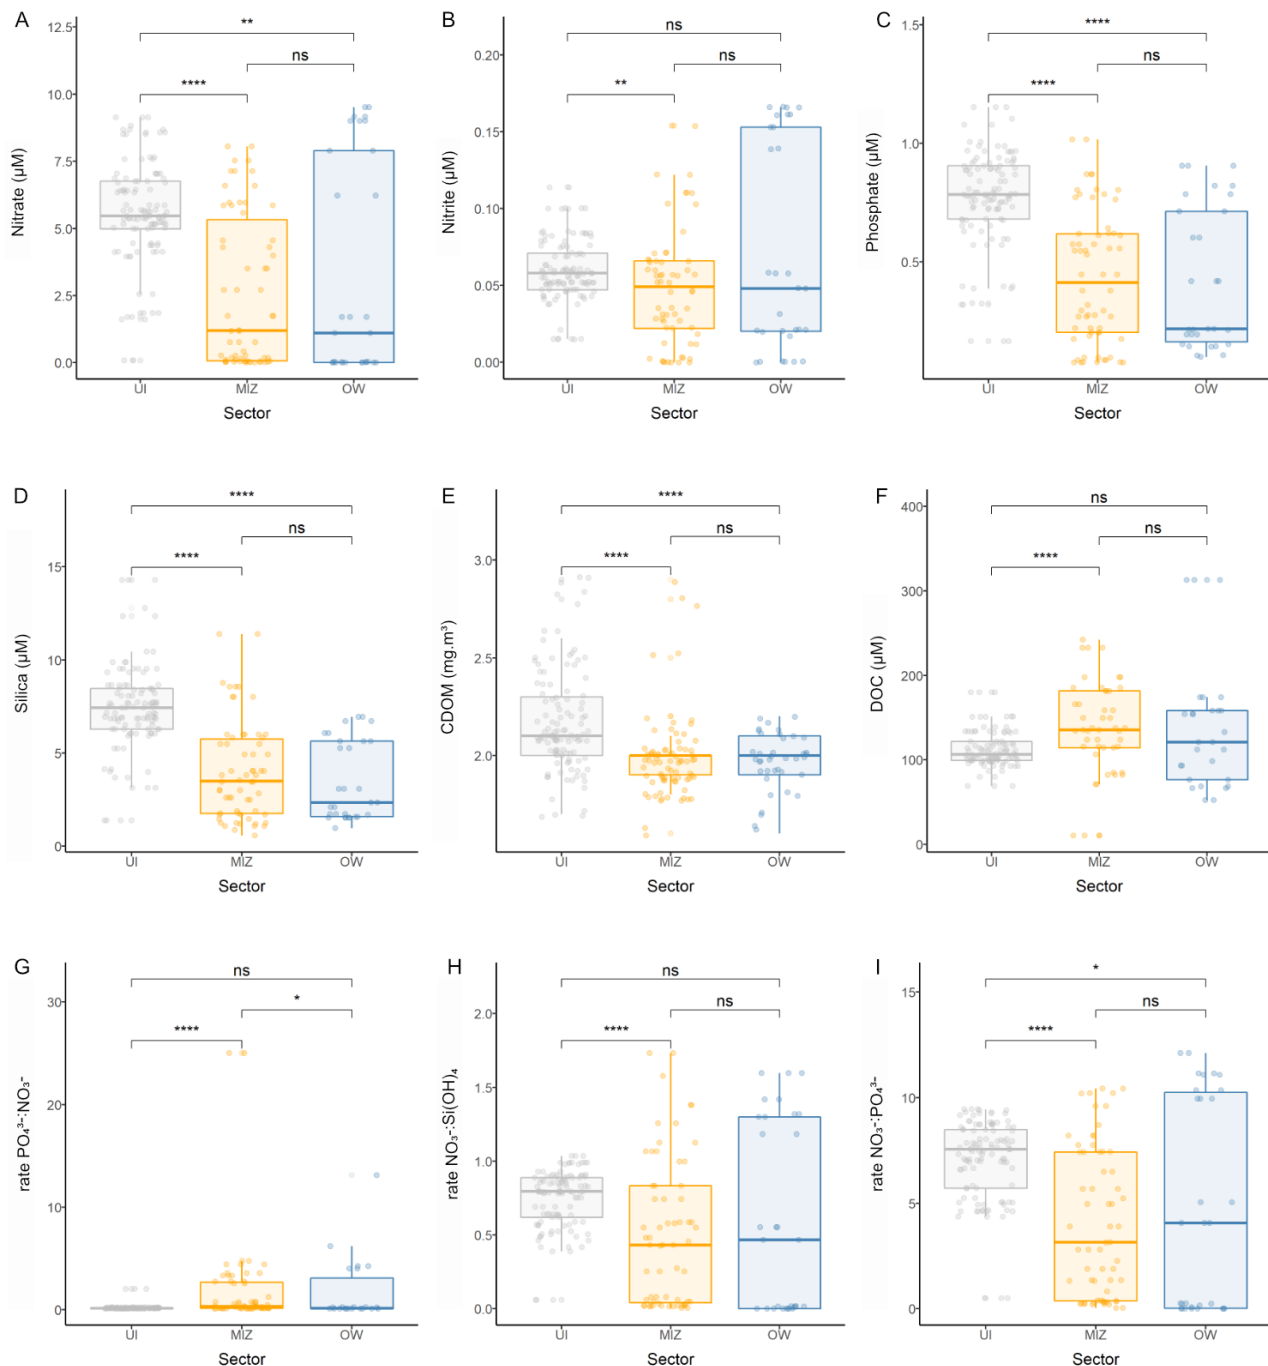 A
12.5
10.0
7.5
5.0
2.5
0.0
Nitrate (µM)
**
ns
****
UI MIZ OW
Sector
B
0.20
0.15
0.10
0.05
0.00
Nitrite (µM)
ns
ns
**
UI MIZ OW
Sector
C
1.5
1.0
0.5
Phosphate (µM)
****
ns
****
UI MIZ OW
Sector
D
15
10
5
0
Silica (µM)
****
ns
****
UI MIZ OW
Sector
E
3.0
2.5
2.0
CDOM (mg.m³)
****
ns
****
UI MIZ OW
Sector
F
400
300
200
100
0
DOC (µM)
ns
ns
****
UI MIZ OW
Sector
G
30
20
10
0
rate PO₄³⁻:NO₃⁻
ns
*
****
UI MIZ OW
Sector
H
2.0
1.5
1.0
0.5
0.0
rate NO₃⁻:Si(OH)₄
ns
ns
****
UI MIZ OW
Sector
I
15
10
5
0
rate NO₃⁻:PO₄³⁻
*
ns
****
UI MIZ OW
Sector